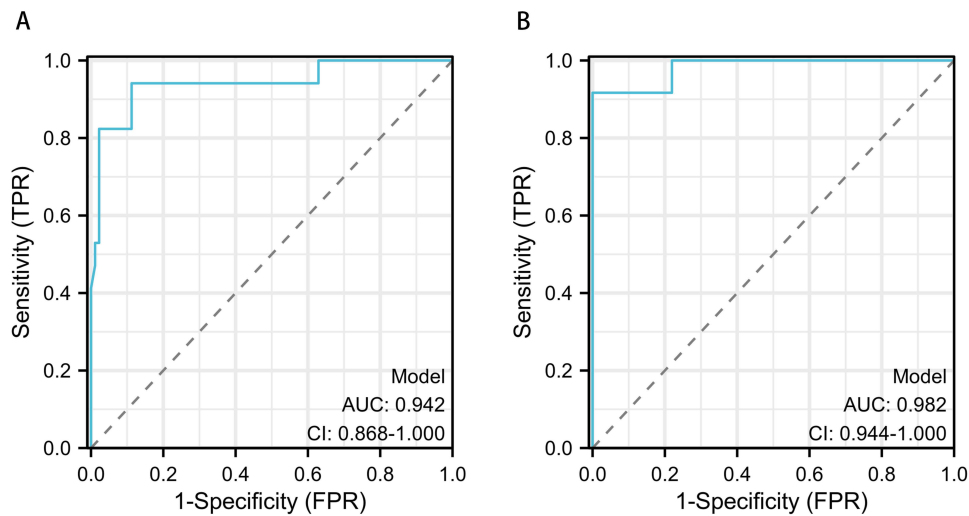 A
Sensitivity (TPR)
1.0
0.8
0.6
0.4
0.2
0.0
Model
AUC: 0.942
CI: 0.868-1.000
0.0 0.2 0.4 0.6 0.8 1.0
1-Specificity (FPR)
B
Sensitivity (TPR)
1.0
0.8
0.6
0.4
0.2
0.0
Model
AUC: 0.982
CI: 0.944-1.000
0.0 0.2 0.4 0.6 0.8 1.0
1-Specificity (FPR)